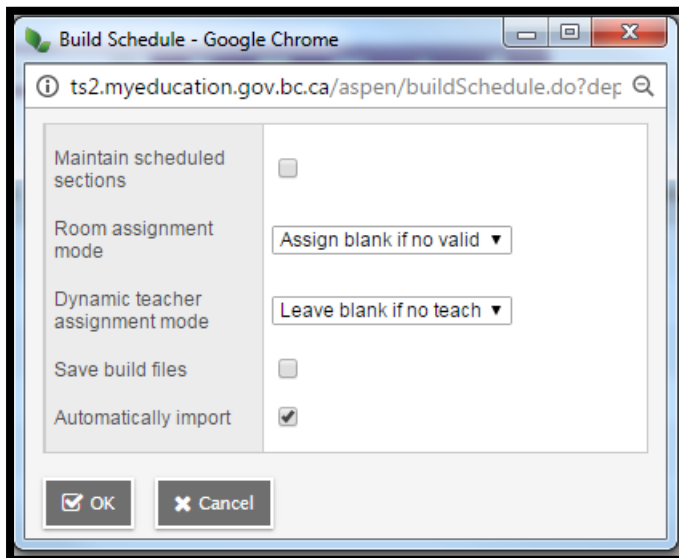 Build Schedule - Google Chrome
ts2.myeducation.gov.bc.ca/aspen/buildSchedule.do?dep
Maintain scheduled
sections
Room assignment
mode
Assign blank if no valid
Dynamic teacher
assignment mode
Leave blank if no teach
Save build files
Automatically import
OK
Cancel